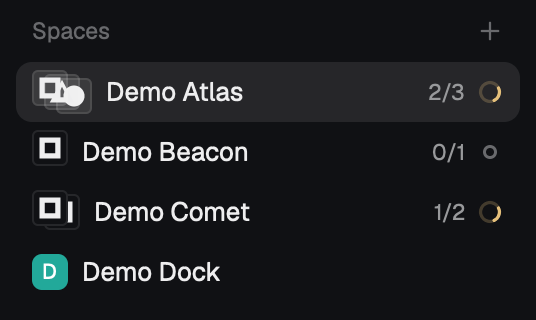 Spaces
Demo Atlas 2/3
Demo Beacon 0/1
Demo Comet 1/2
D Demo Dock